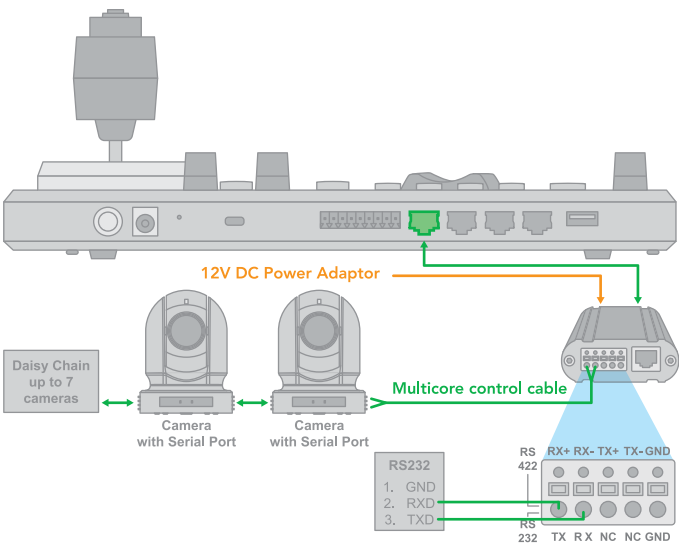 12V DC Power Adaptor
Daisy Chain
up to 7
cameras
Multicore control cable
Camera
with Serial Port
Camera
with Serial Port
RS232
1. GND
2. RXD
3. TXD
RS
422
RX+ RX- TX+ TX- GND
RS
232
TX RX NC NC GND